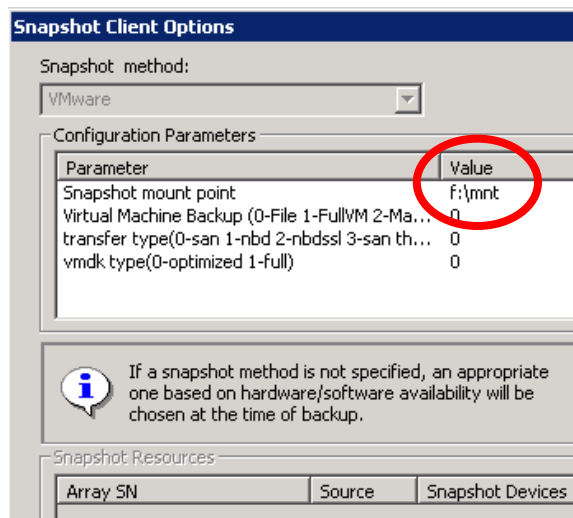 Snapshot Client Options
Snapshot method:
VMware
Configuration Parameters
Parameter Value
Snapshot mount point f:\mnt
Virtual Machine Backup (0-File 1-FullVM 2-Ma... 0
transfer type(0-san 1-nbd 2-nbdssl 3-san th... 0
vmdk type(0-optimized 1-full) 0
If a snapshot method is not specified, an appropriate
one based on hardware/software availability will be
chosen at the time of backup.
Snapshot Resources
Array SN Source Snapshot Devices